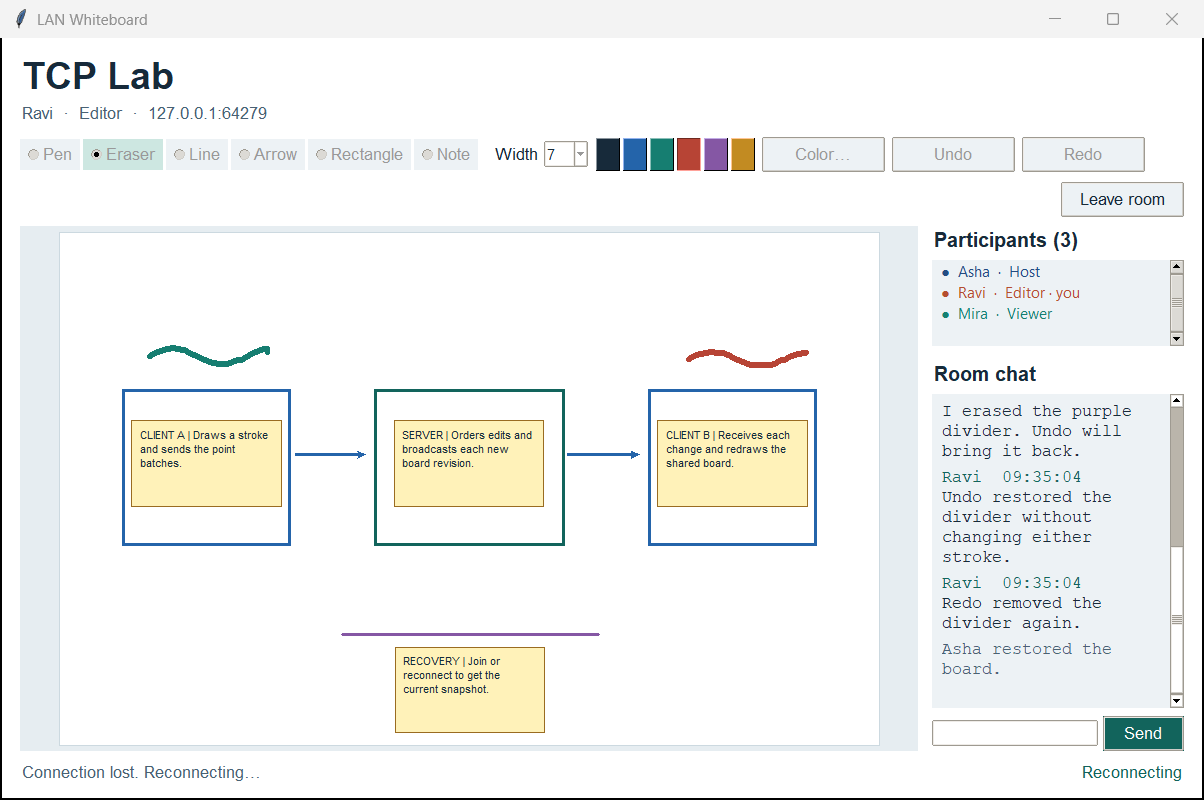 LAN Whiteboard
TCP Lab
Ravi · Editor · 127.0.0.1:64279
Pen Eraser Line Arrow Rectangle Note Width 7 Color… Undo Redo
Leave room
Participants (3)
Asha · Host
Ravi · Editor · you
Mira · Viewer
CLIENT A | Draws a stroke
and sends the point
batches.
SERVER | Orders edits and
broadcasts each new
board revision.
CLIENT B | Receives each
change and redraws the
shared board.
RECOVERY | Join or
reconnect to get the
current snapshot.
Room chat
I erased the purple
divider. Undo will
bring it back.
Ravi 09:35:04
Undo restored the
divider without
changing either
stroke.
Ravi 09:35:04
Redo removed the
divider again.
Asha restored the
board.
Send
Connection lost. Reconnecting…
Reconnecting